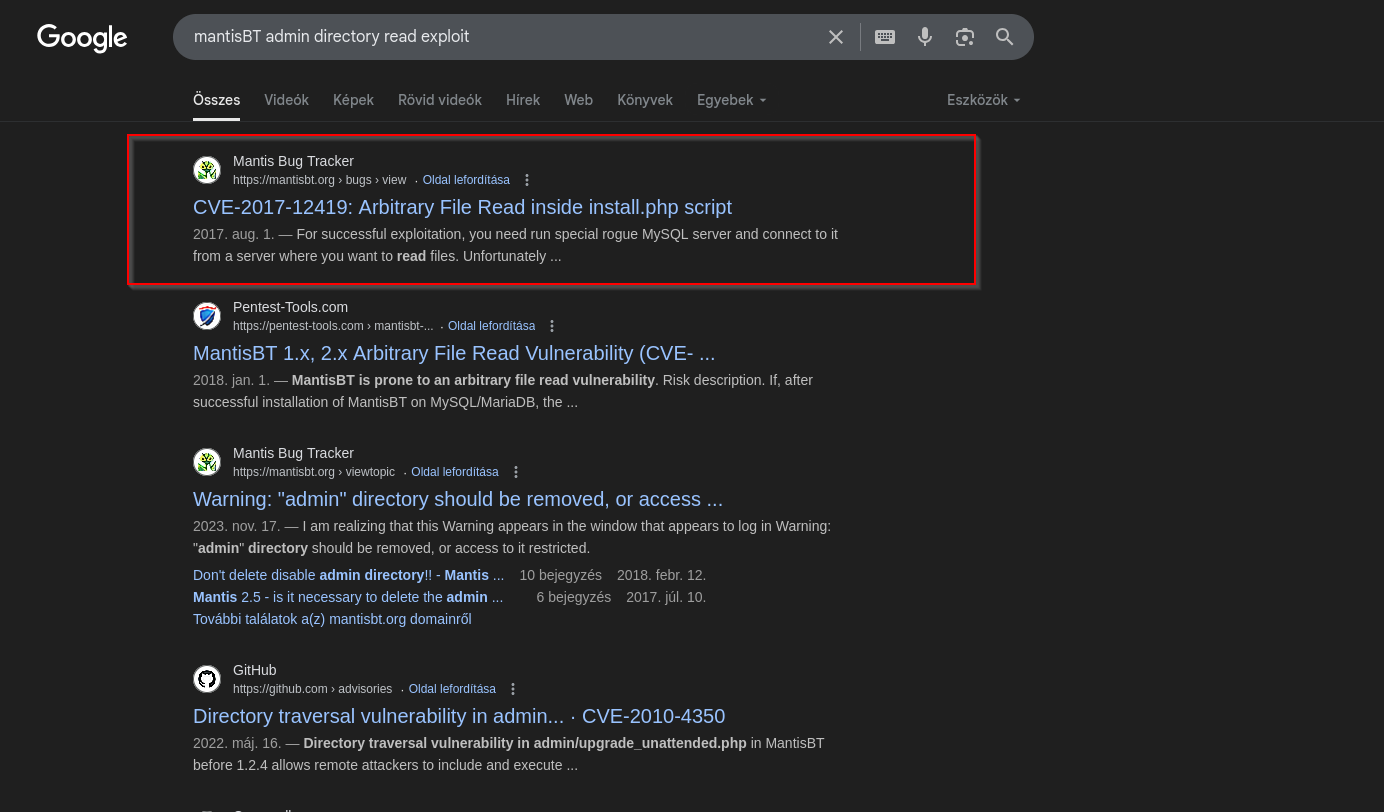 Google
mantisBT admin directory read exploit
Összes Videók Képek Rövid videók Hírek Web Könyvek Egyebek Eszközök
Mantis Bug Tracker
https://mantisbt.org › bugs › view · Oldal lefordítása
CVE-2017-12419: Arbitrary File Read inside install.php script
2017. aug. 1. — For successful exploitation, you need run special rogue MySQL server and connect to it
from a server where you want to read files. Unfortunately ...
Pentest-Tools.com
https://pentest-tools.com › mantisbt-... · Oldal lefordítása
MantisBT 1.x, 2.x Arbitrary File Read Vulnerability (CVE- ...
2018. jan. 1. — MantisBT is prone to an arbitrary file read vulnerability. Risk description. If, after
successful installation of MantisBT on MySQL/MariaDB, the ...
Mantis Bug Tracker
https://mantisbt.org › viewtopic · Oldal lefordítása
Warning: "admin" directory should be removed, or access ...
2023. nov. 17. — I am realizing that this Warning appears in the window that appears to log in Warning:
"admin" directory should be removed, or access to it restricted.
Don't delete disable admin directory!! - Mantis ... 10 bejegyzés 2018. febr. 12.
Mantis 2.5 - is it necessary to delete the admin ... 6 bejegyzés 2017. júl. 10.
További találatok a(z) mantisbt.org domainről
GitHub
https://github.com › advisories · Oldal lefordítása
Directory traversal vulnerability in admin... · CVE-2010-4350
2022. máj. 16. — Directory traversal vulnerability in admin/upgrade_unattended.php in MantisBT
before 1.2.4 allows remote attackers to include and execute ...